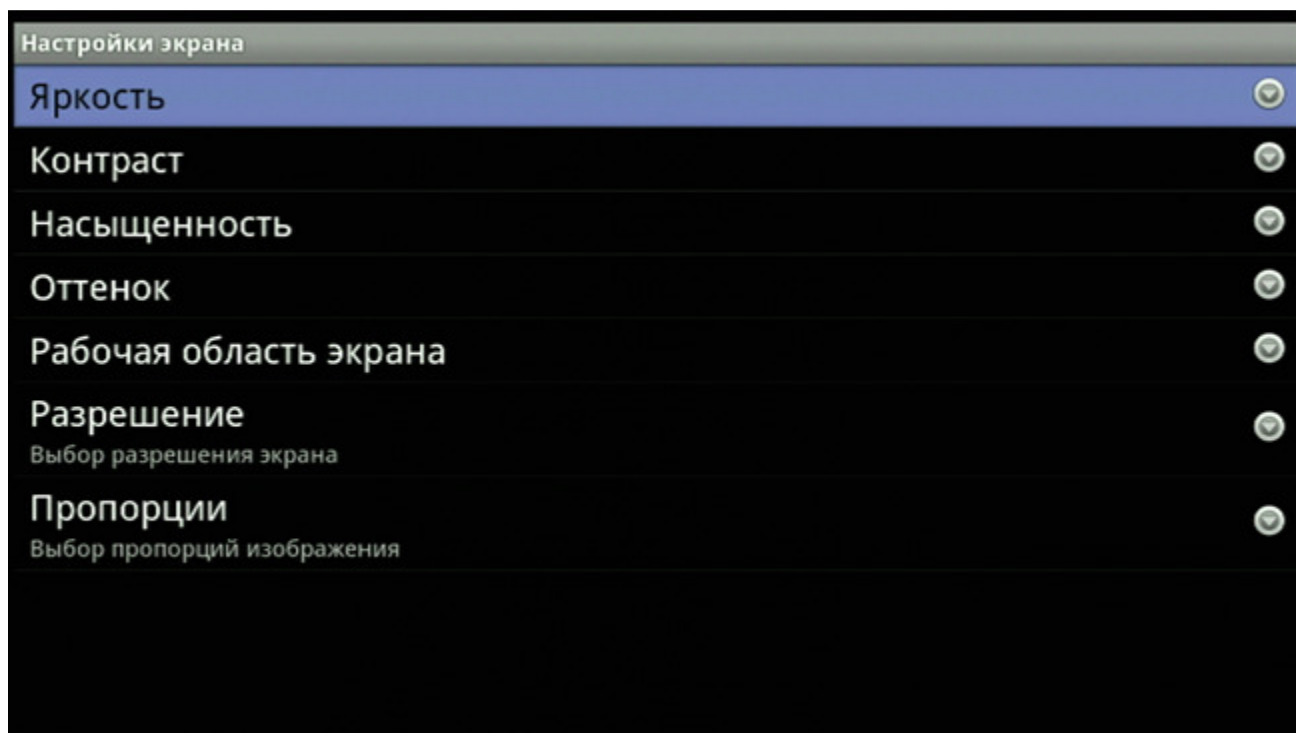 Настройки экрана
Яркость
Контраст
Насыщенность
Оттенок
Рабочая область экрана
Разрешение
Выбор разрешения экрана
Пропорции
Выбор пропорций изображения